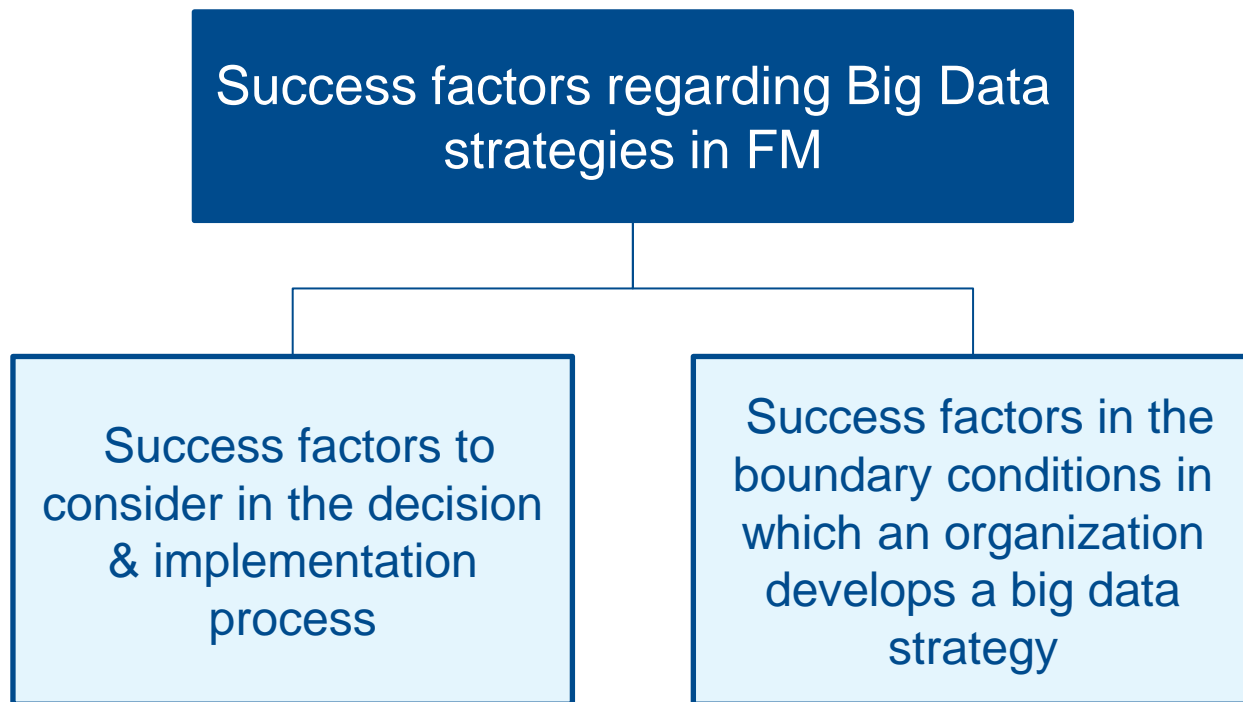 Success factors regarding Big Data
strategies in FM
Success factors to
consider in the decision
& implementation
process
Success factors in the
boundary conditions in
which an organization
develops a big data
strategy